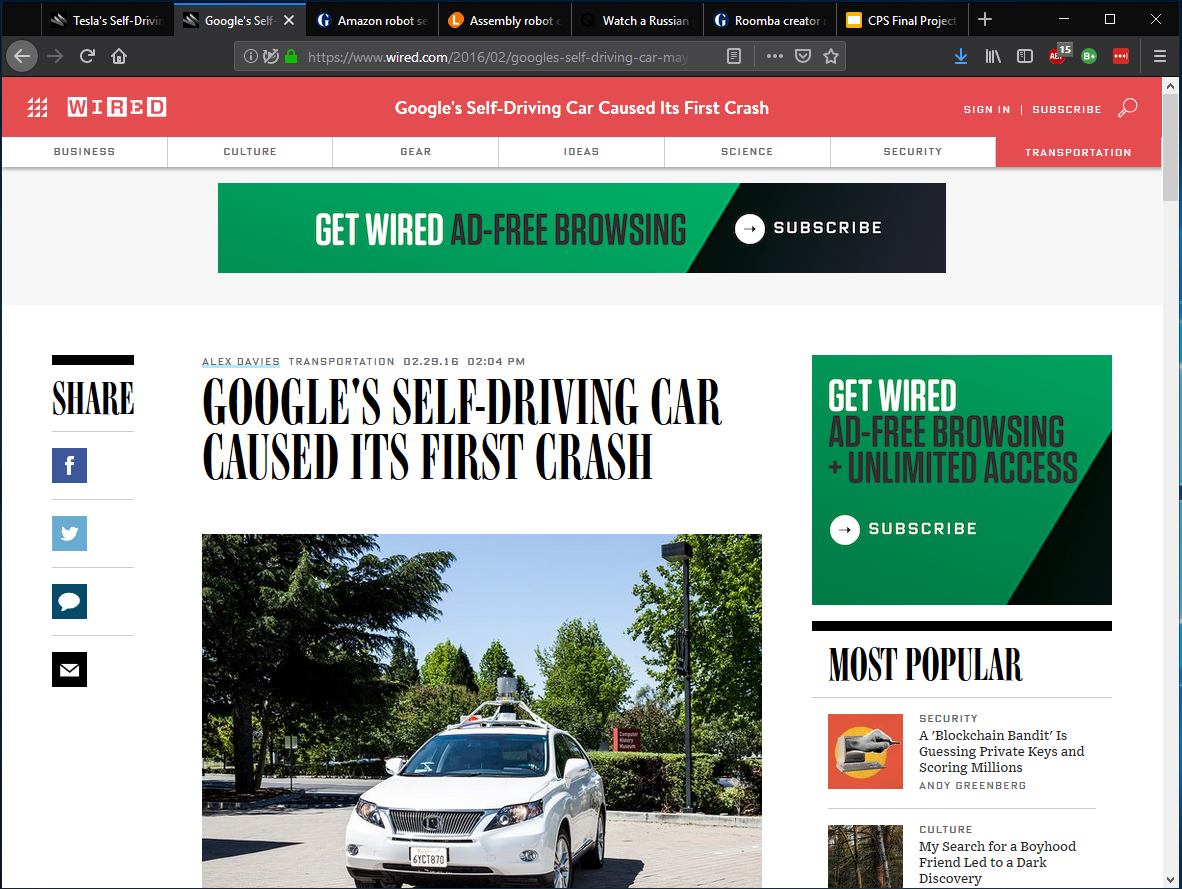 Tesla's Self-Drivin
Google's Self-
Amazon robot se
Assembly robot c
Watch a Russian
Roomba creator r
CPS Final Project
15
https://www.wired.com/2016/02/googles-self-driving-car-may
WIRED
Google's Self-Driving Car Caused Its First Crash
SIGN IN | SUBSCRIBE
BUSINESS
CULTURE
GEAR
IDEAS
SCIENCE
SECURITY
TRANSPORTATION
GET WIRED AD-FREE BROWSING
SUBSCRIBE
SHARE
ALEX DAVIES TRANSPORTATION 02.29.16 02:04 PM
GOOGLE'S SELF-DRIVING CAR
CAUSED ITS FIRST CRASH
Computer
History
Museum
6YCT870
GET WIRED
AD-FREE BROWSING
+ UNLIMITED ACCESS
SUBSCRIBE
MOST POPULAR
SECURITY
A 'Blockchain Bandit' Is
Guessing Private Keys and
Scoring Millions
ANDY GREENBERG
CULTURE
My Search for a Boyhood
Friend Led to a Dark
Discovery